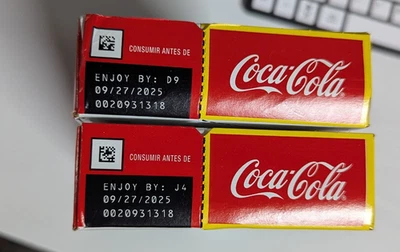 CONSUMIR ANTES DE
ENJOY BY: D9
09/27/2025
0020931318
Coca-Cola
CONSUMIR ANTES DE
ENJOY BY: J4
09/27/2025
0020931318
Coca-Cola